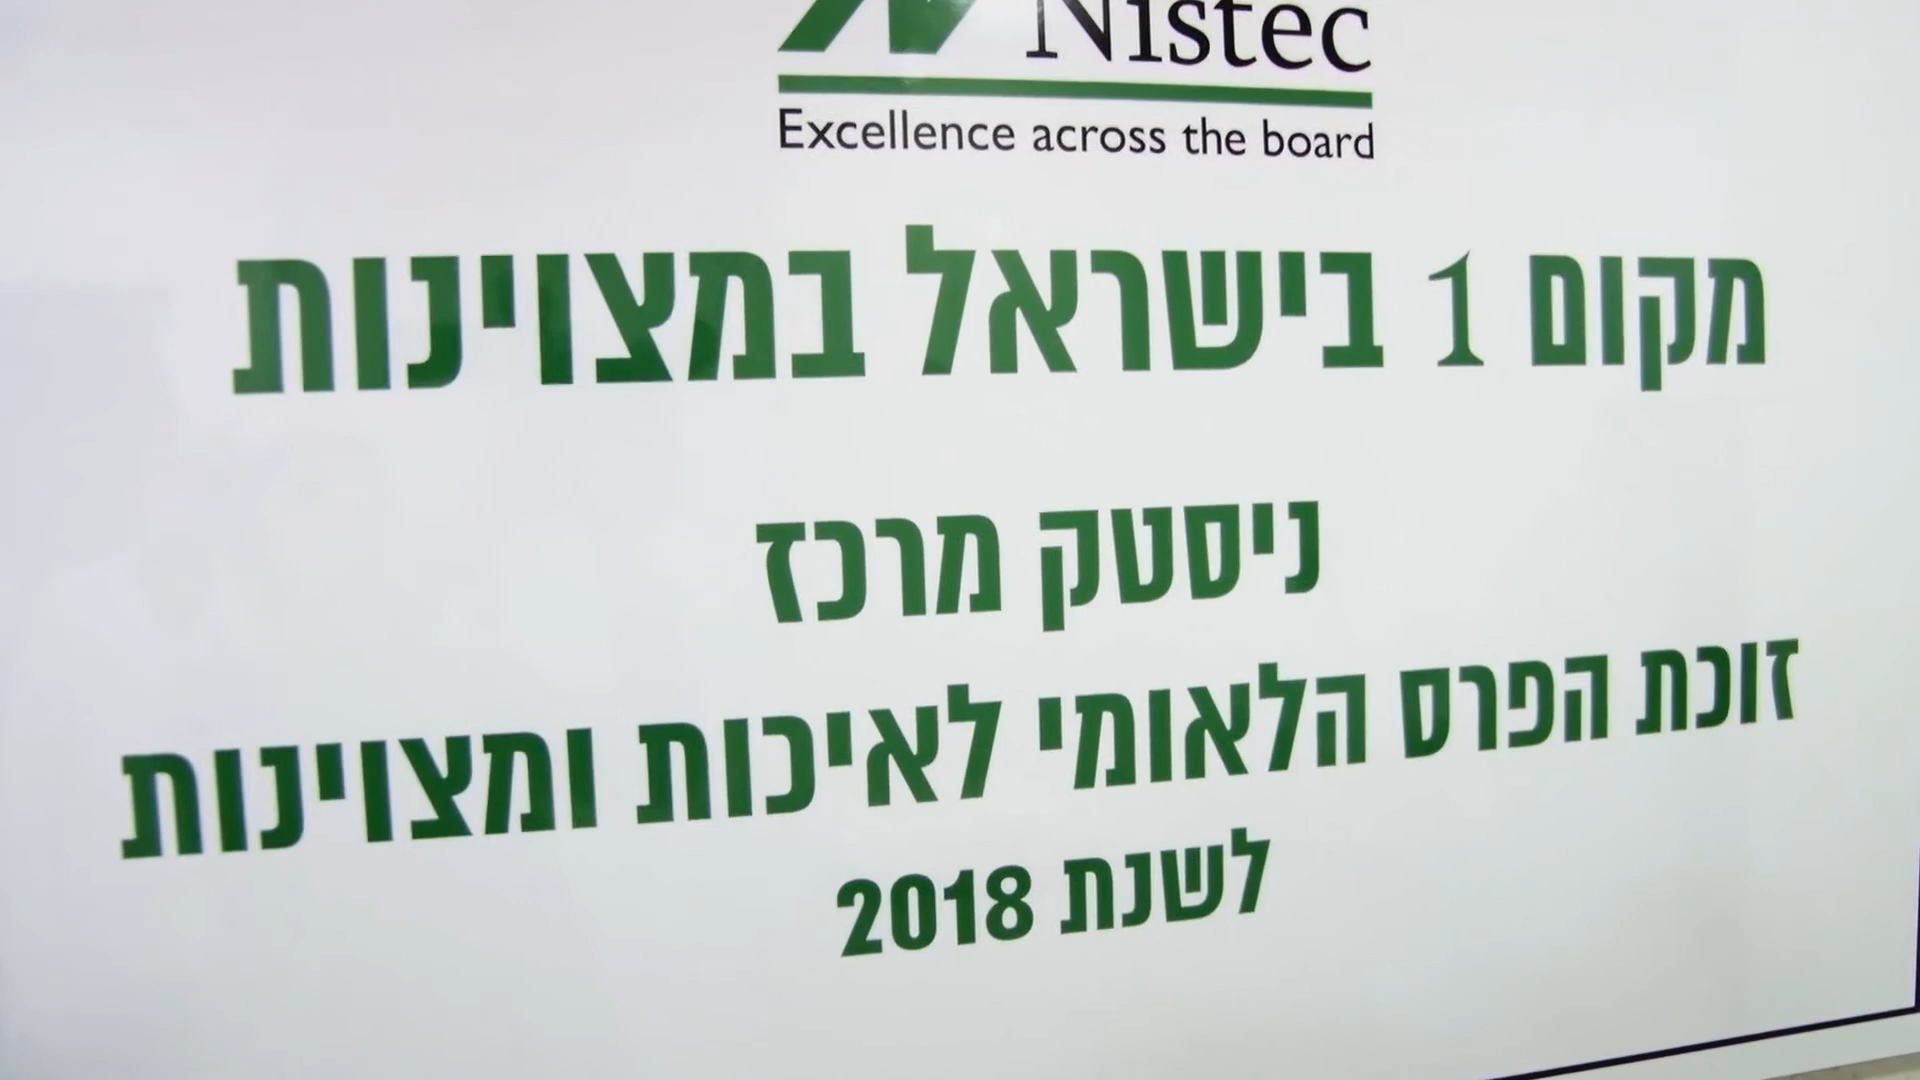 Nistec
Excellence across the board
מקום 1 בישראל במצוינות
ניסטק מרכז
זוכת הפרס הלאומי לאיכות ומצוינות
לשנת 2018